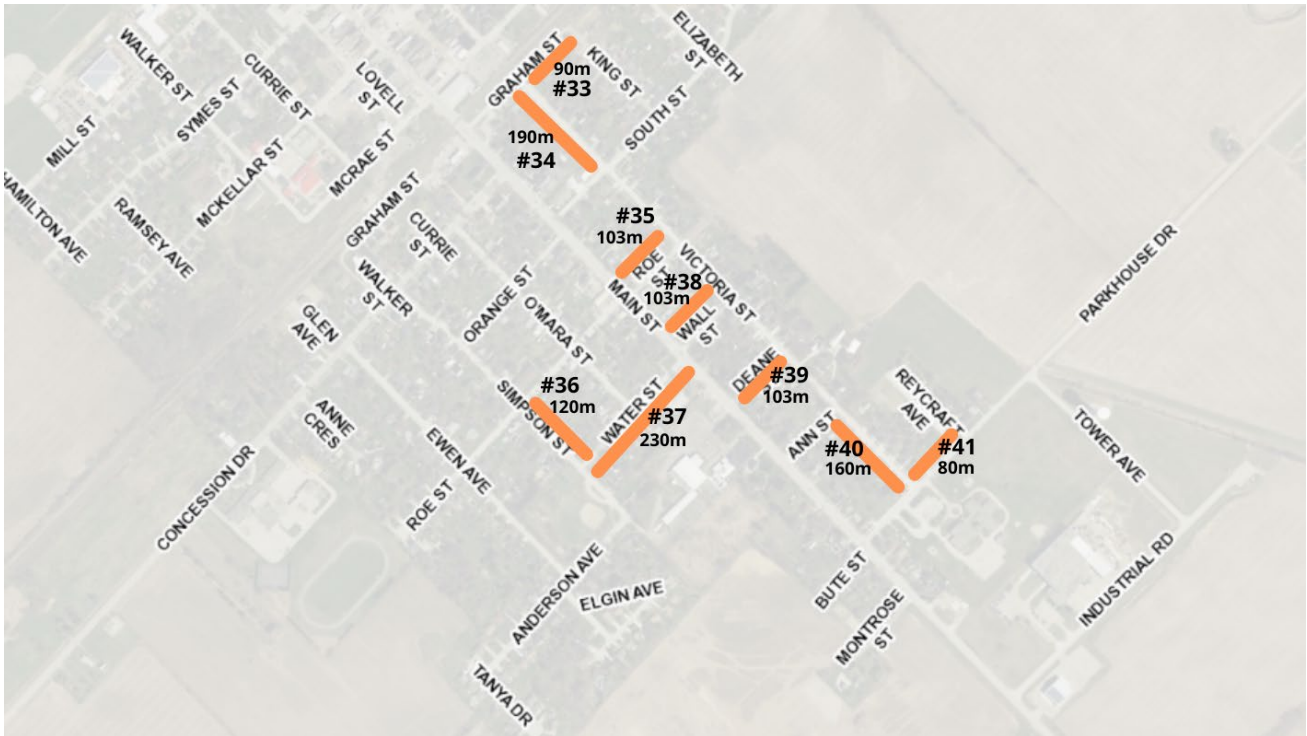 WALKER ST
CURRIE ST
LOVELL
ST
GRAHAM ST
KING ST
ELIZABETH
ST
90m
#33
SYMES ST
MILL ST
SOUTH ST
190m
#34
MCRAE ST
MCKELLAR ST
HAMILTON AVE
RAMSEY AVE
GRAHAM ST
CURRIE
ST
#35
103m
ROE
ST
VICTORIA ST
PARKHOUSE DR
WALKER
ST
#38
103m
MAIN ST
WALL
ST
ORANGE ST
O'MARA ST
GLEN
AVE
DEANE
#39
103m
SIMPSON ST
#36
120m
WATER ST
#37
230m
REYCRAFT
AVE
ANNE
CRES
EWEN AVE
ANN ST
#40
160m
#41
80m
TOWER AVE
CONCESSION DR
ROE ST
ANDERSON AVE
ELGIN AVE
BUTE ST
MONTROSE
ST
INDUSTRIAL RD
TANYA DR